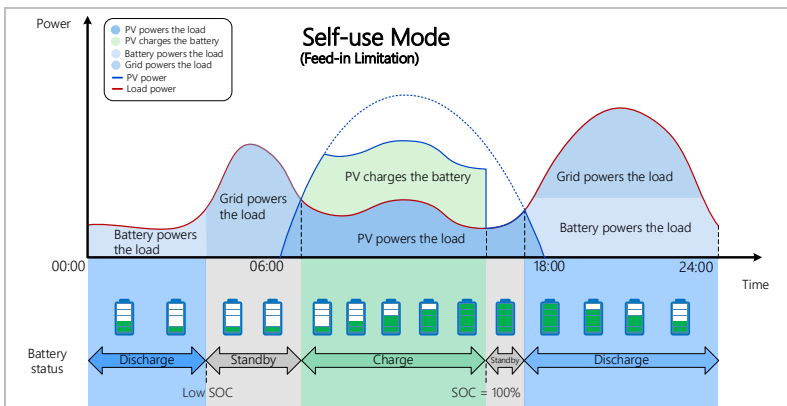 Power
PV powers the load
PV charges the battery
Battery powers the load
Grid powers the load
PV power
Load power
Self-use Mode
(Feed-in Limitation)
Grid powers
the load
PV charges the battery
Grid powers the load
Battery powers
the load
PV powers the load
Battery powers the load
00:00
06:00
18:00
24:00
Time
Battery
status
Discharge
Standby
Charge
Standby
Discharge
Low SOC
SOC = 100%